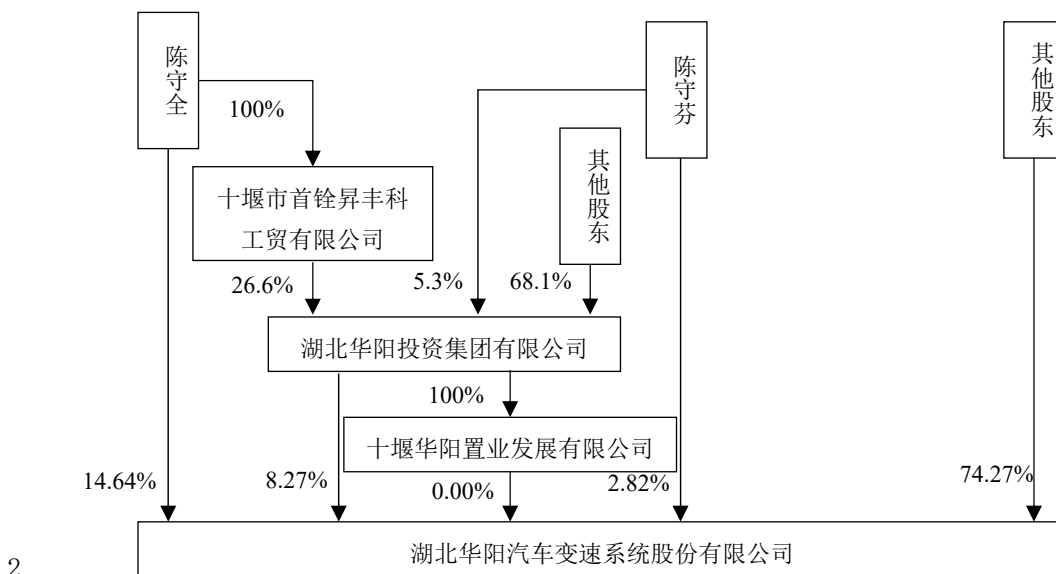 陈守全
陈守芬
其他股东
100%
其他股东
十堰市首铨昇丰科
工贸有限公司
26.6%
5.3%
68.1%
湖北华阳投资集团有限公司
100%
十堰华阳置业发展有限公司
14.64%
8.27%
0.00%
2.82%
74.27%
湖北华阳汽车变速系统股份有限公司
2